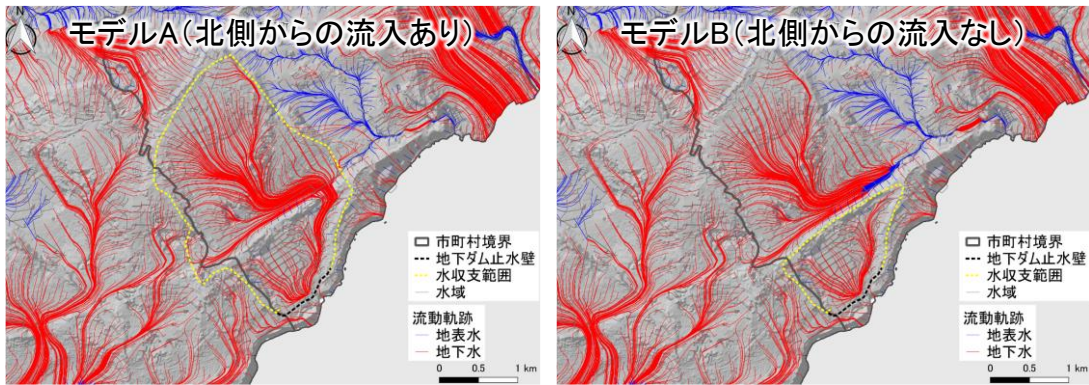 モデルA(北側からの流入あり)
N
市町村境界
地下ダム止水壁
水収支範囲
水域
流動軌跡
地表水
地下水
0 0.5 1 km
モデルB(北側からの流入なし)
N
市町村境界
地下ダム止水壁
水収支範囲
水域
流動軌跡
地表水
地下水
0 0.5 1 km